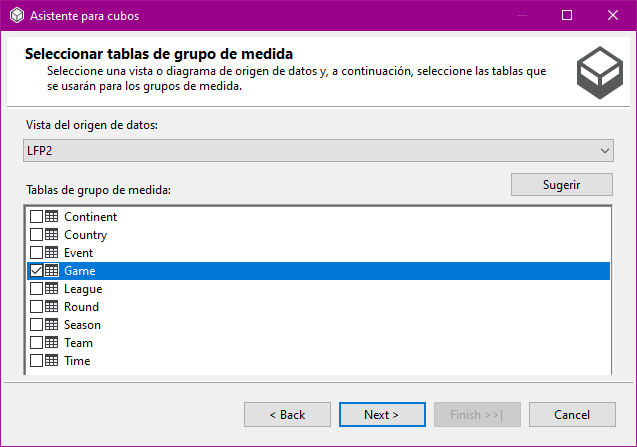 Asistente para cubos
Seleccionar tablas de grupo de medida
Seleccione una vista o diagrama de origen de datos y, a continuación, seleccione las tablas que
se usarán para los grupos de medida.
Vista del origen de datos:
LFP2
Tablas de grupo de medida:
Sugerir
Continent
Country
Event
Game
League
Round
Season
Team
Time
< Back
Next >
Finish >>|
Cancel